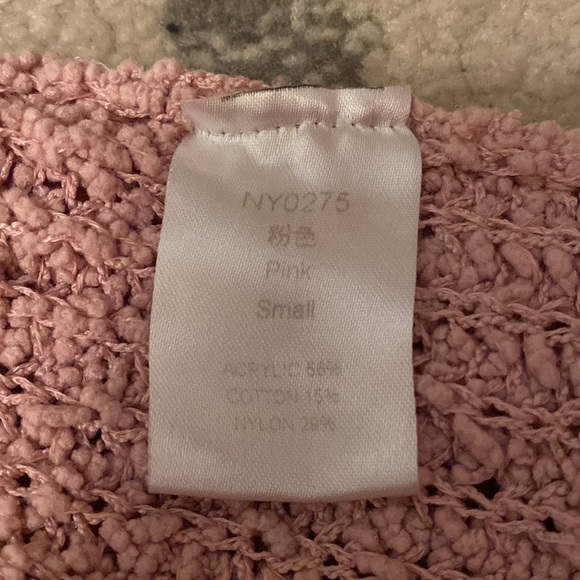 NY0275
粉色
Pink
Small
ACRYLIC 56%
COTTON 15%
NYLON 29%